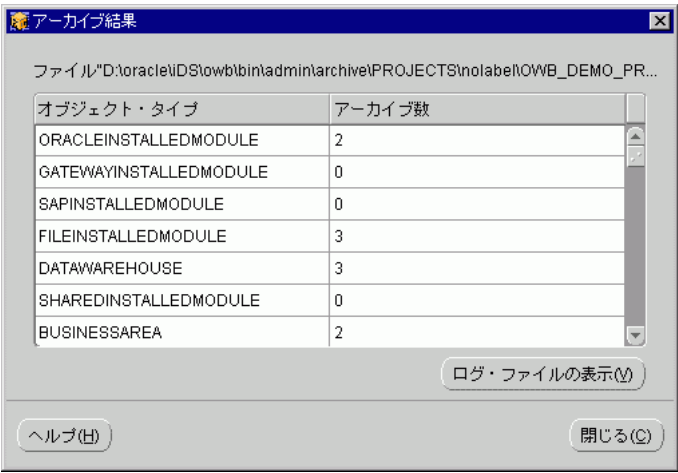 アーカイブ結果
ファイル"D:\oracle\iDS\owb\bin\admin\archive\PROJECTS\nolabel\OWB_DEMO_PR...
オブジェクト・タイプ アーカイブ数
ORACLEINSTALLEDMODULE 2
GATEWAYINSTALLEDMODULE 0
SAPINSTALLEDMODULE 0
FILEINSTALLEDMODULE 3
DATAWAREHOUSE 3
SHAREDINSTALLEDMODULE 0
BUSINESSAREA 2
ログ・ファイルの表示(V)
ヘルプ(H) 閉じる(C)